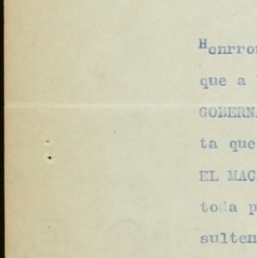 Honrro
que a
GOBERN
ta que
EL MAC
toda p
sulten